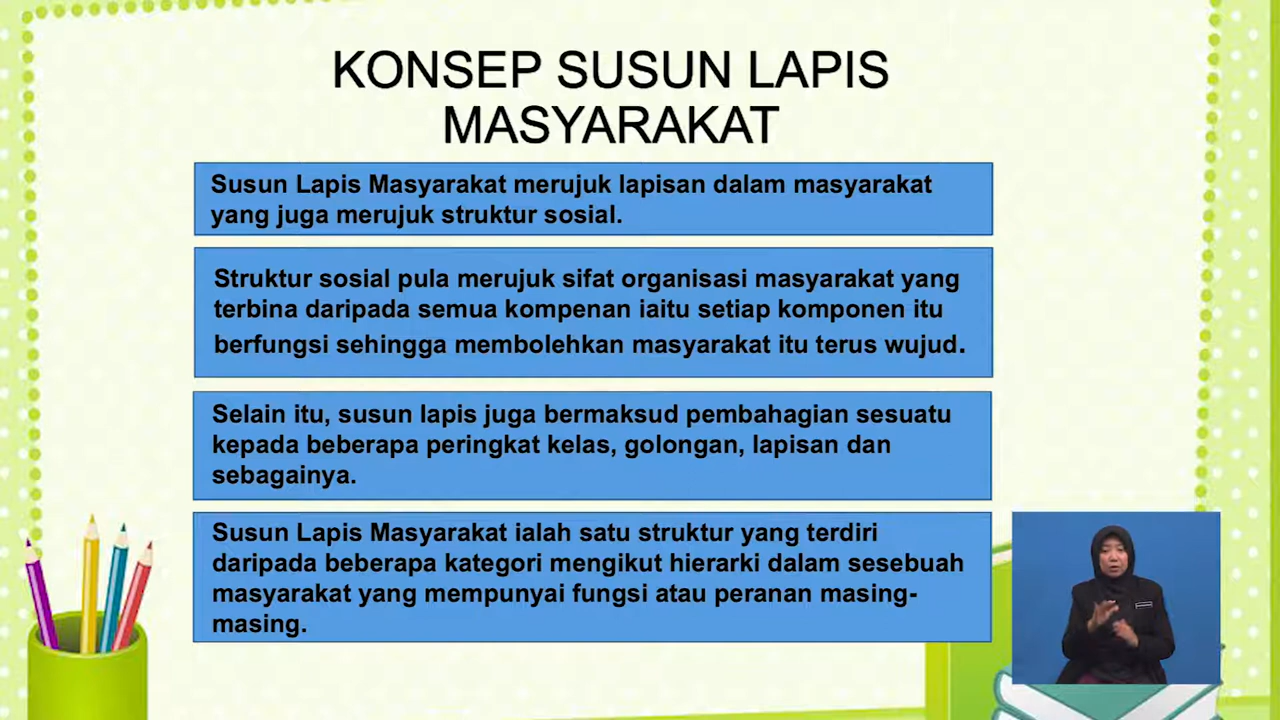 KONSEP SUSUN LAPIS
MASYARAKAT
Susun Lapis Masyarakat merujuk lapisan dalam masyarakat
yang juga merujuk struktur sosial.
Struktur sosial pula merujuk sifat organisasi masyarakat yang
terbina daripada semua kompenan iaitu setiap komponen itu
berfungsi sehingga membolehkan masyarakat itu terus wujud.
Selain itu, susun lapis juga bermaksud pembahagian sesuatu
kepada beberapa peringkat kelas, golongan, lapisan dan
sebagainya.
Susun Lapis Masyarakat ialah satu struktur yang terdiri
daripada beberapa kategori mengikut hierarki dalam sesebuah
masyarakat yang mempunyai fungsi atau peranan masing-
masing.